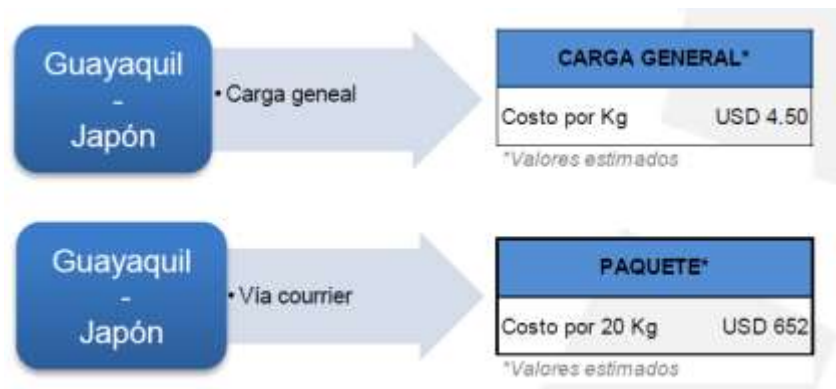 Guayaquil
-
Japón
• Carga geneal
CARGA GENERAL*
Costo por Kg USD 4.50
*Valores estimados
Guayaquil
-
Japón
• Vía courrier
PAQUETE*
Costo por 20 Kg USD 652
*Valores estimados